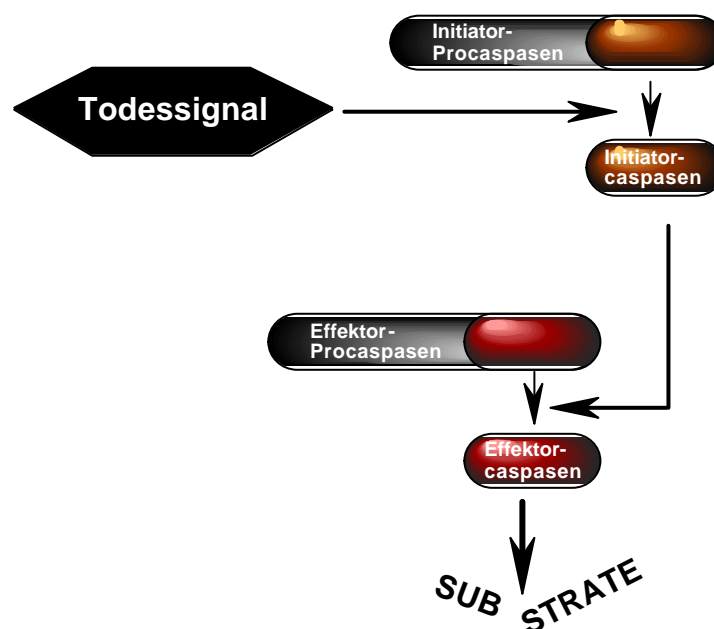 Initiator-
Procaspasen
Todessignal
Initiator-
caspasen
Effektor-
Procaspasen
Effektor-
caspasen
SUB STRATE